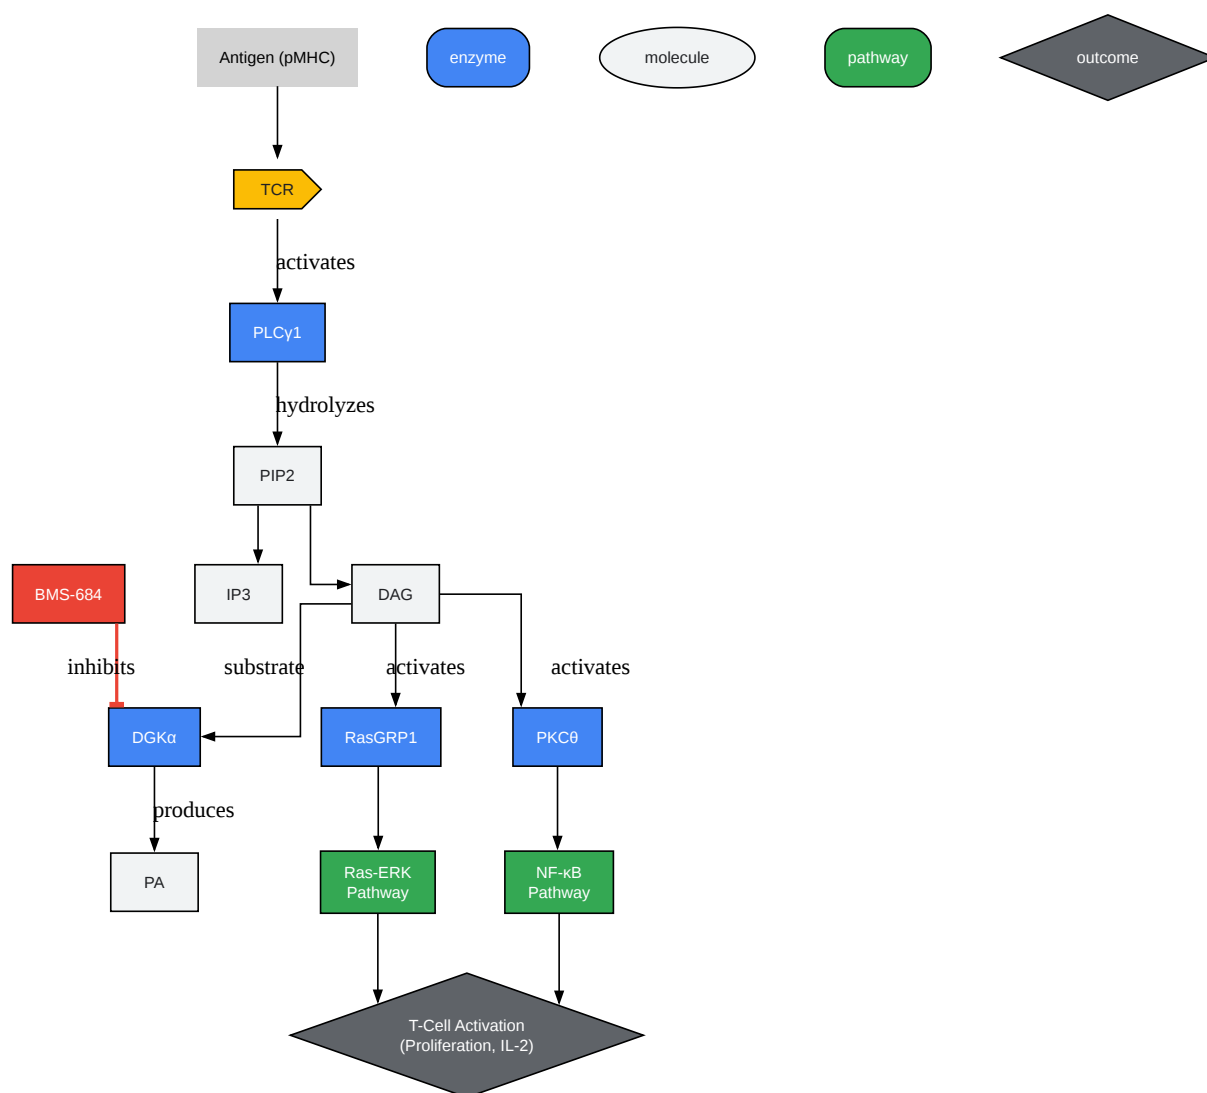 Antigen (pMHC)
enzyme
molecule
pathway
outcome
TCR
activates
PLCγ1
hydrolyzes
PIP2
BMS-684
IP3
DAG
inhibits
substrate
activates
activates
DGKα
RasGRP1
PKCθ
produces
PA
Ras-ERK
Pathway
NF-κB
Pathway
T-Cell Activation
(Proliferation, IL-2)